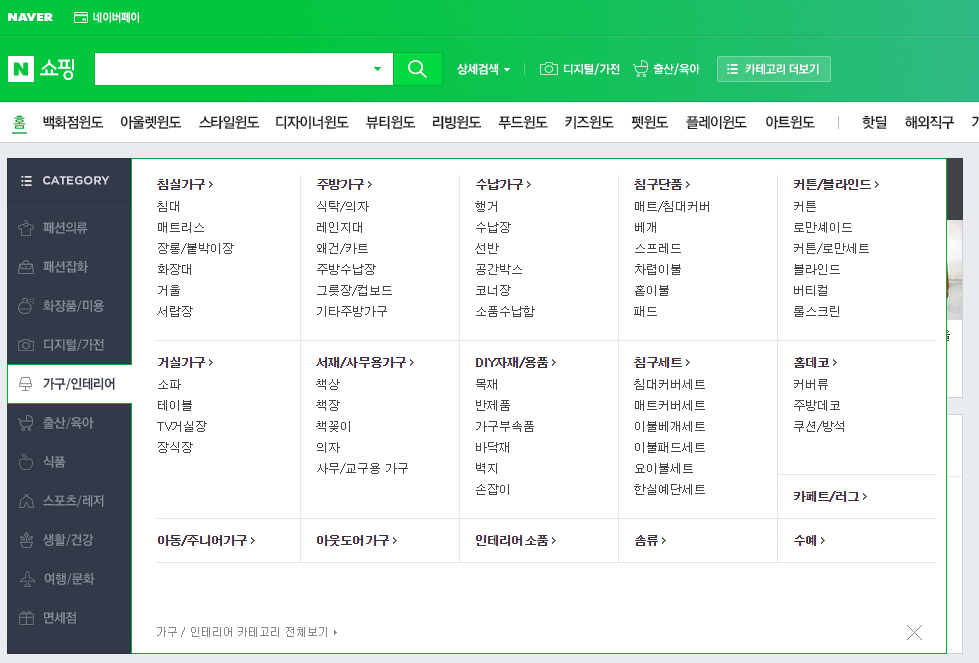 NAVER 네이버페이
N 쇼핑 상세검색 디지털/가전 출산/육아 카테고리 더보기
홈 백화점윈도 아울렛윈도 스타일윈도 디자이너윈도 뷰티윈도 리빙윈도 푸드윈도 키즈윈도 펫윈도 플레이윈도 아트윈도 핫딜 해외직구
CATEGORY
패션의류
패션잡화
화장품/미용
디지털/가전
가구/인테리어
출산/육아
식품
스포츠/레저
생활/건강
여행/문화
면세점
침실가구
침대
매트리스
장롱/붙박이장
화장대
거울
서랍장
주방가구
식탁/의자
레인지대
왜건/카트
주방수납장
그릇장/컵보드
기타주방가구
수납가구
행거
수납장
선반
공간박스
코너장
소품수납함
침구단품
매트/침대커버
베개
스프레드
차렵이불
홑이불
패드
커튼/블라인드
커튼
로만셰이드
커튼/로만세트
블라인드
버티컬
롤스크린
거실가구
소파
테이블
TV거실장
장식장
서재/사무용가구
책상
책장
책꽂이
의자
사무/교구용 가구
DIY자재/용품
목재
반제품
가구부속품
바닥재
벽지
손잡이
침구세트
침대커버세트
매트커버세트
이불베개세트
이불패드세트
요이불세트
한실예단세트
홈데코
커버류
주방데코
쿠션/방석
카페트/러그
아동/주니어가구
아웃도어가구
인테리어소품
솜류
수예
가구 / 인테리어 카테고리 전체보기